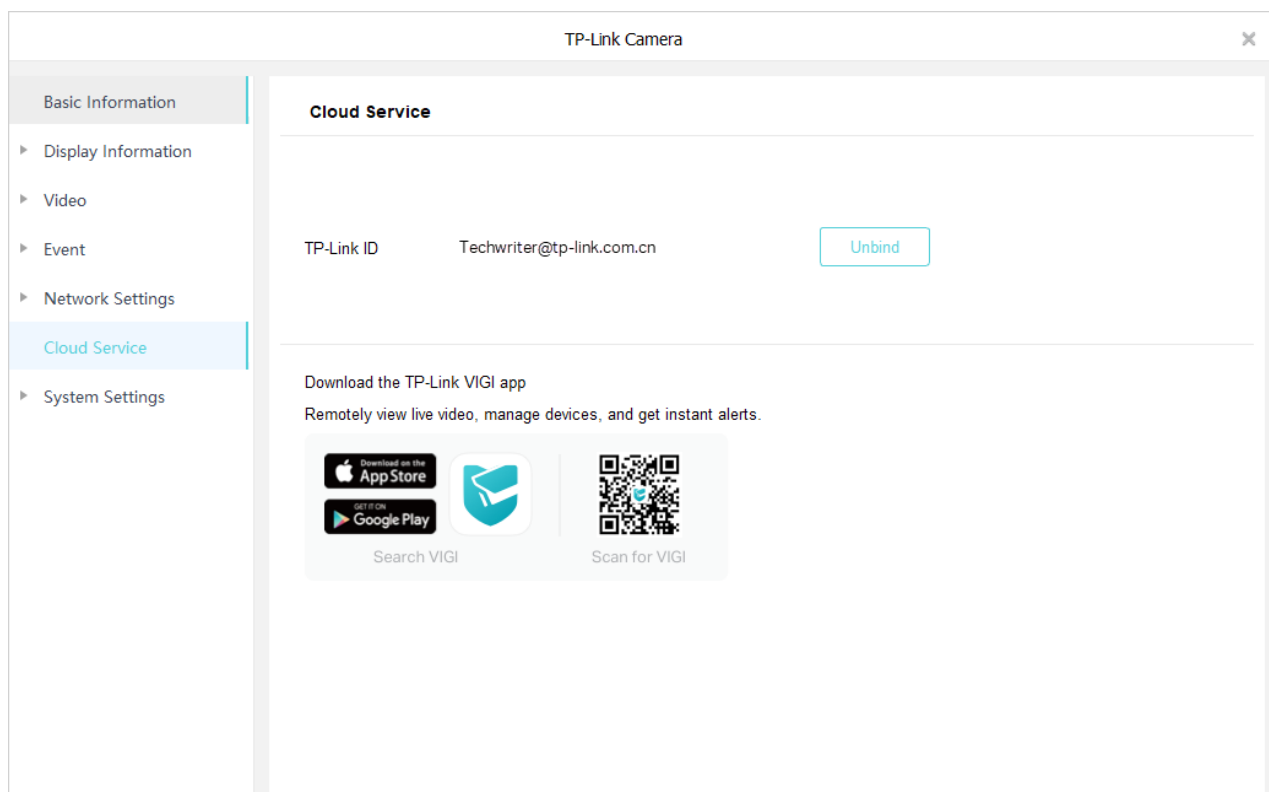 TP-Link Camera
Basic Information
Display Information
Video
Event
Network Settings
Cloud Service
System Settings
Cloud Service
TP-Link ID Techwriter@tp-link.com.cn Unbind
Download the TP-Link VIGI app
Remotely view live video, manage devices, and get instant alerts.
Download on the
App Store
GET IT ON
Google Play
Search VIGI
Scan for VIGI